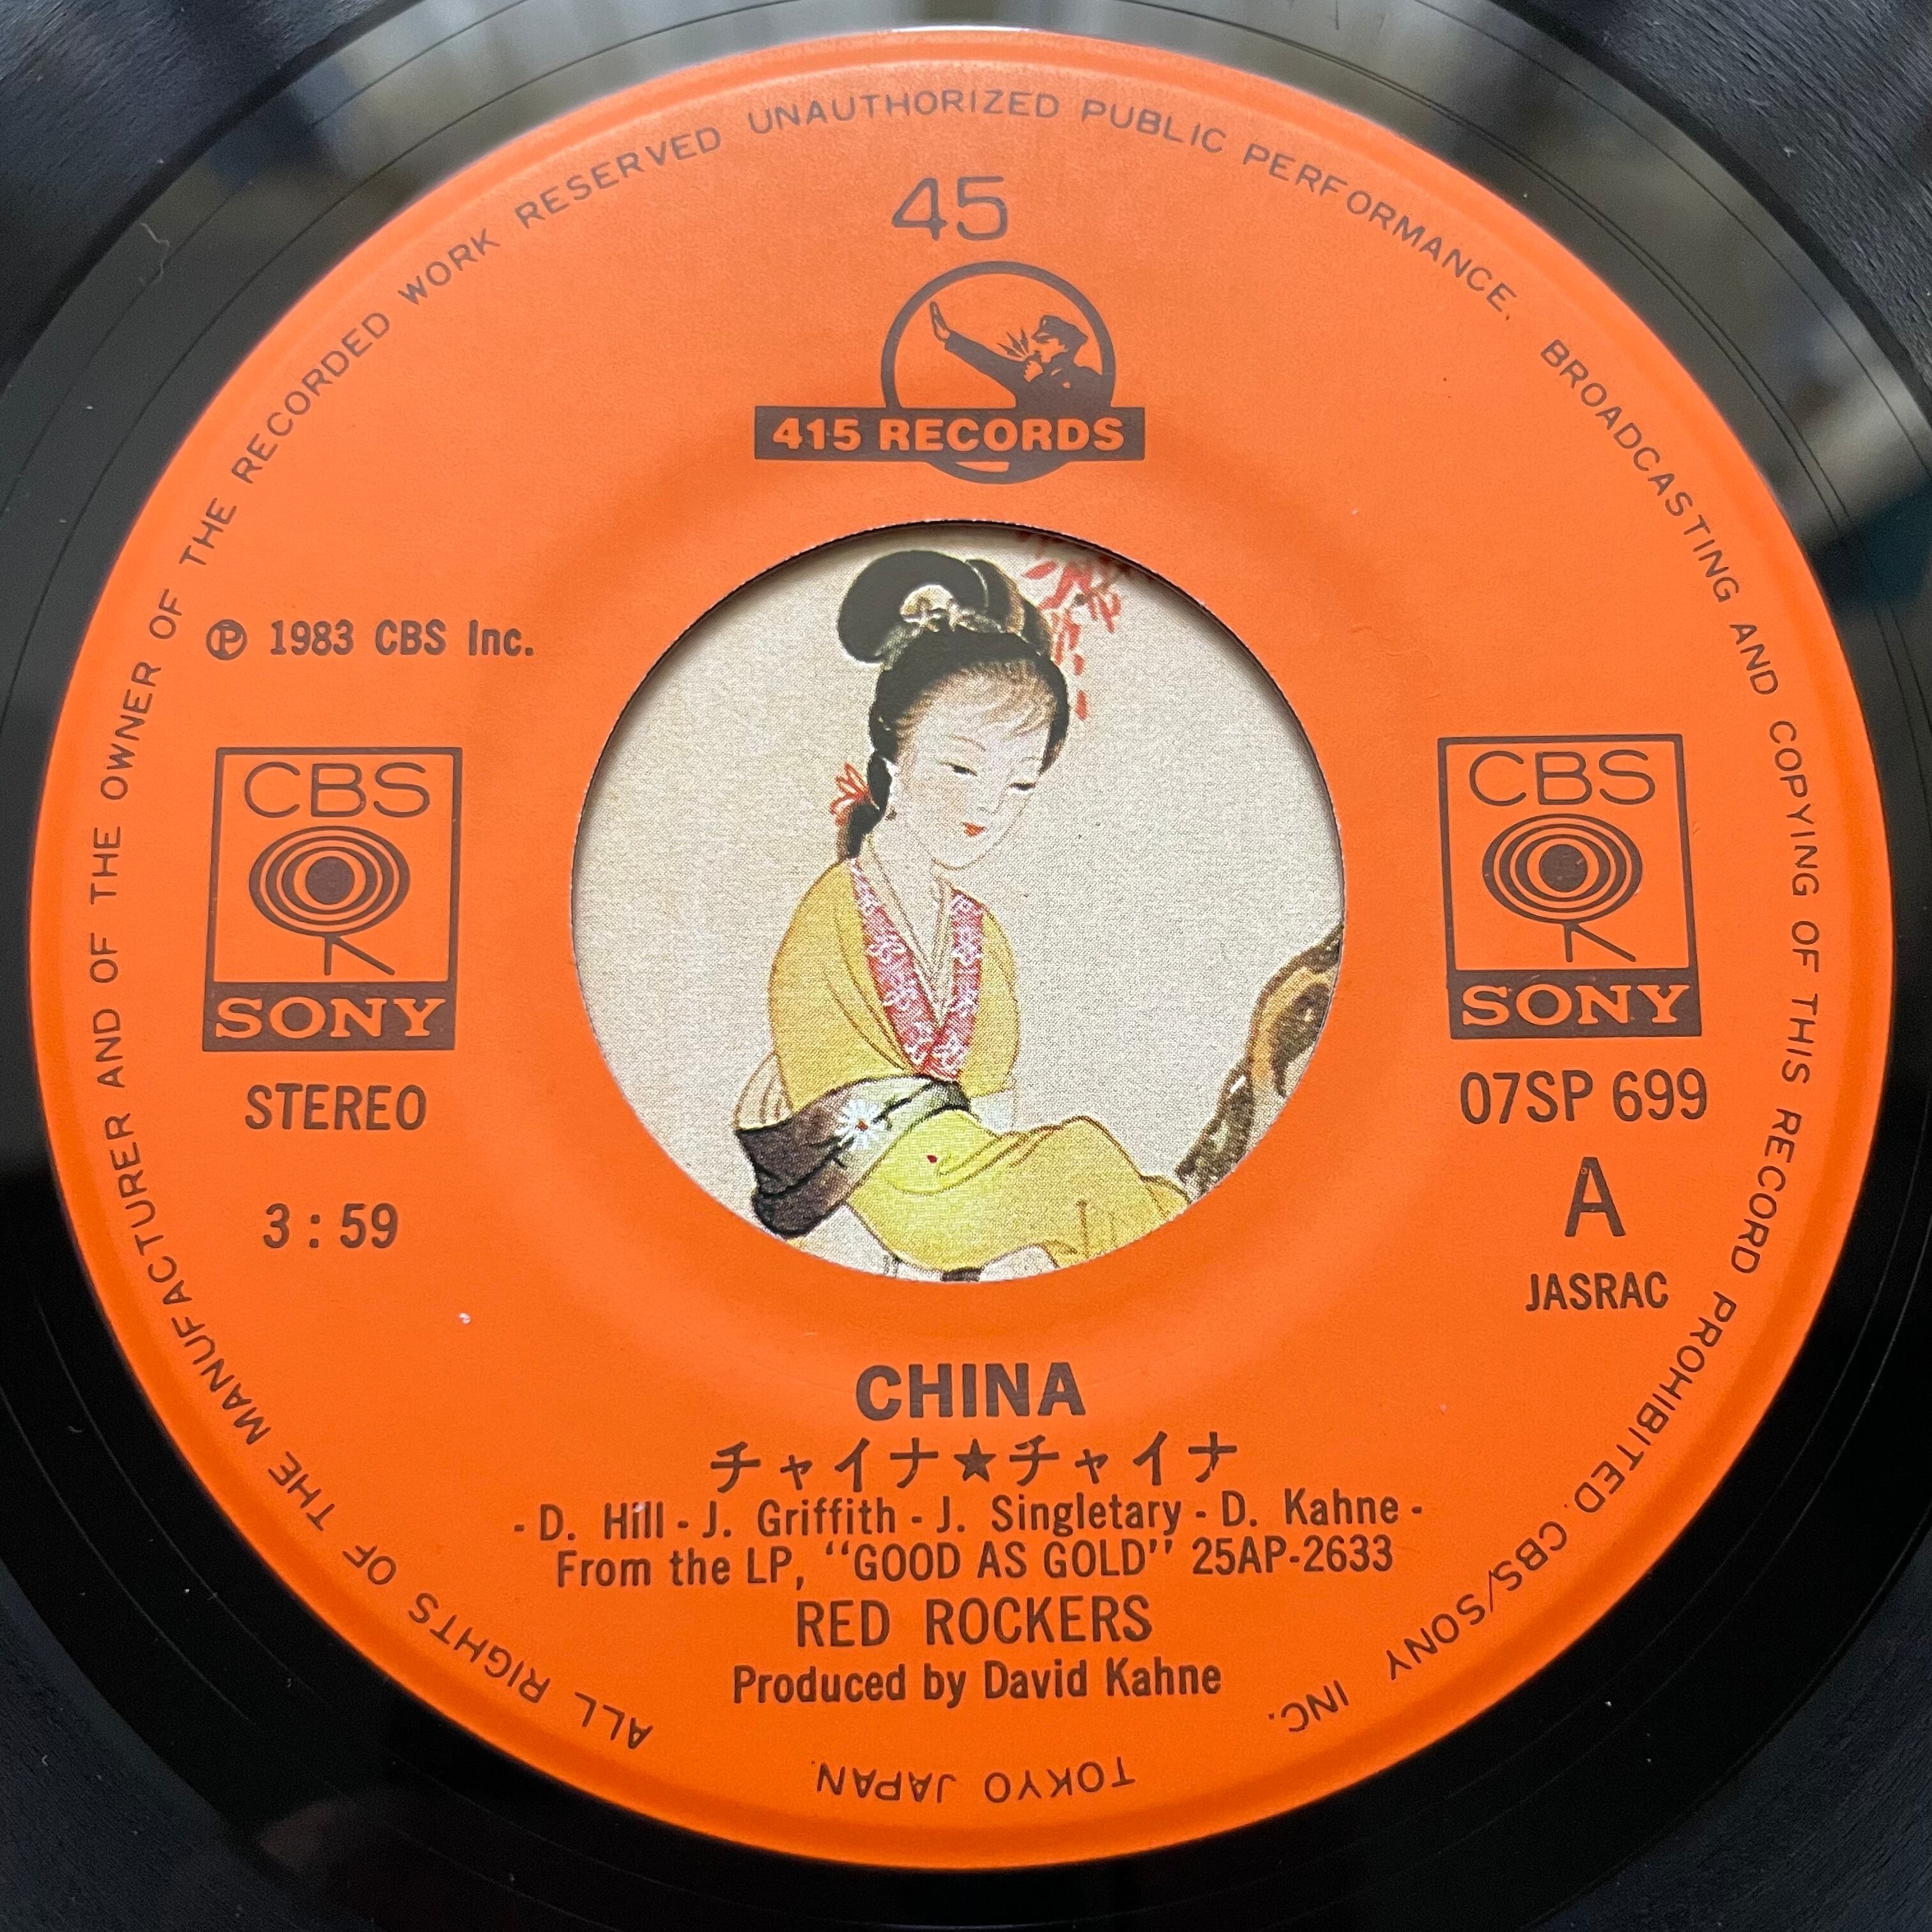 45
415 RECORDS
Ⓟ 1983 CBS Inc.
CBS
SONY
STEREO
3:59
CBS
SONY
07SP 699
A
JASRAC
CHINA
チャイナ★チャイナ
- D. Hill - J. Griffith - J. Singletary - D. Kahne -
From the LP, “GOOD AS GOLD” 25AP-2633
RED ROCKERS
Produced by David Kahne
ALL RIGHTS OF THE MANUFACTURER AND OF THE OWNER OF THE RECORDED WORK RESERVED UNAUTHORIZED PUBLIC PERFORMANCE, BROADCASTING AND COPYING OF THIS RECORD PROHIBITED. CBS/SONY INC.
TOKYO JAPAN.